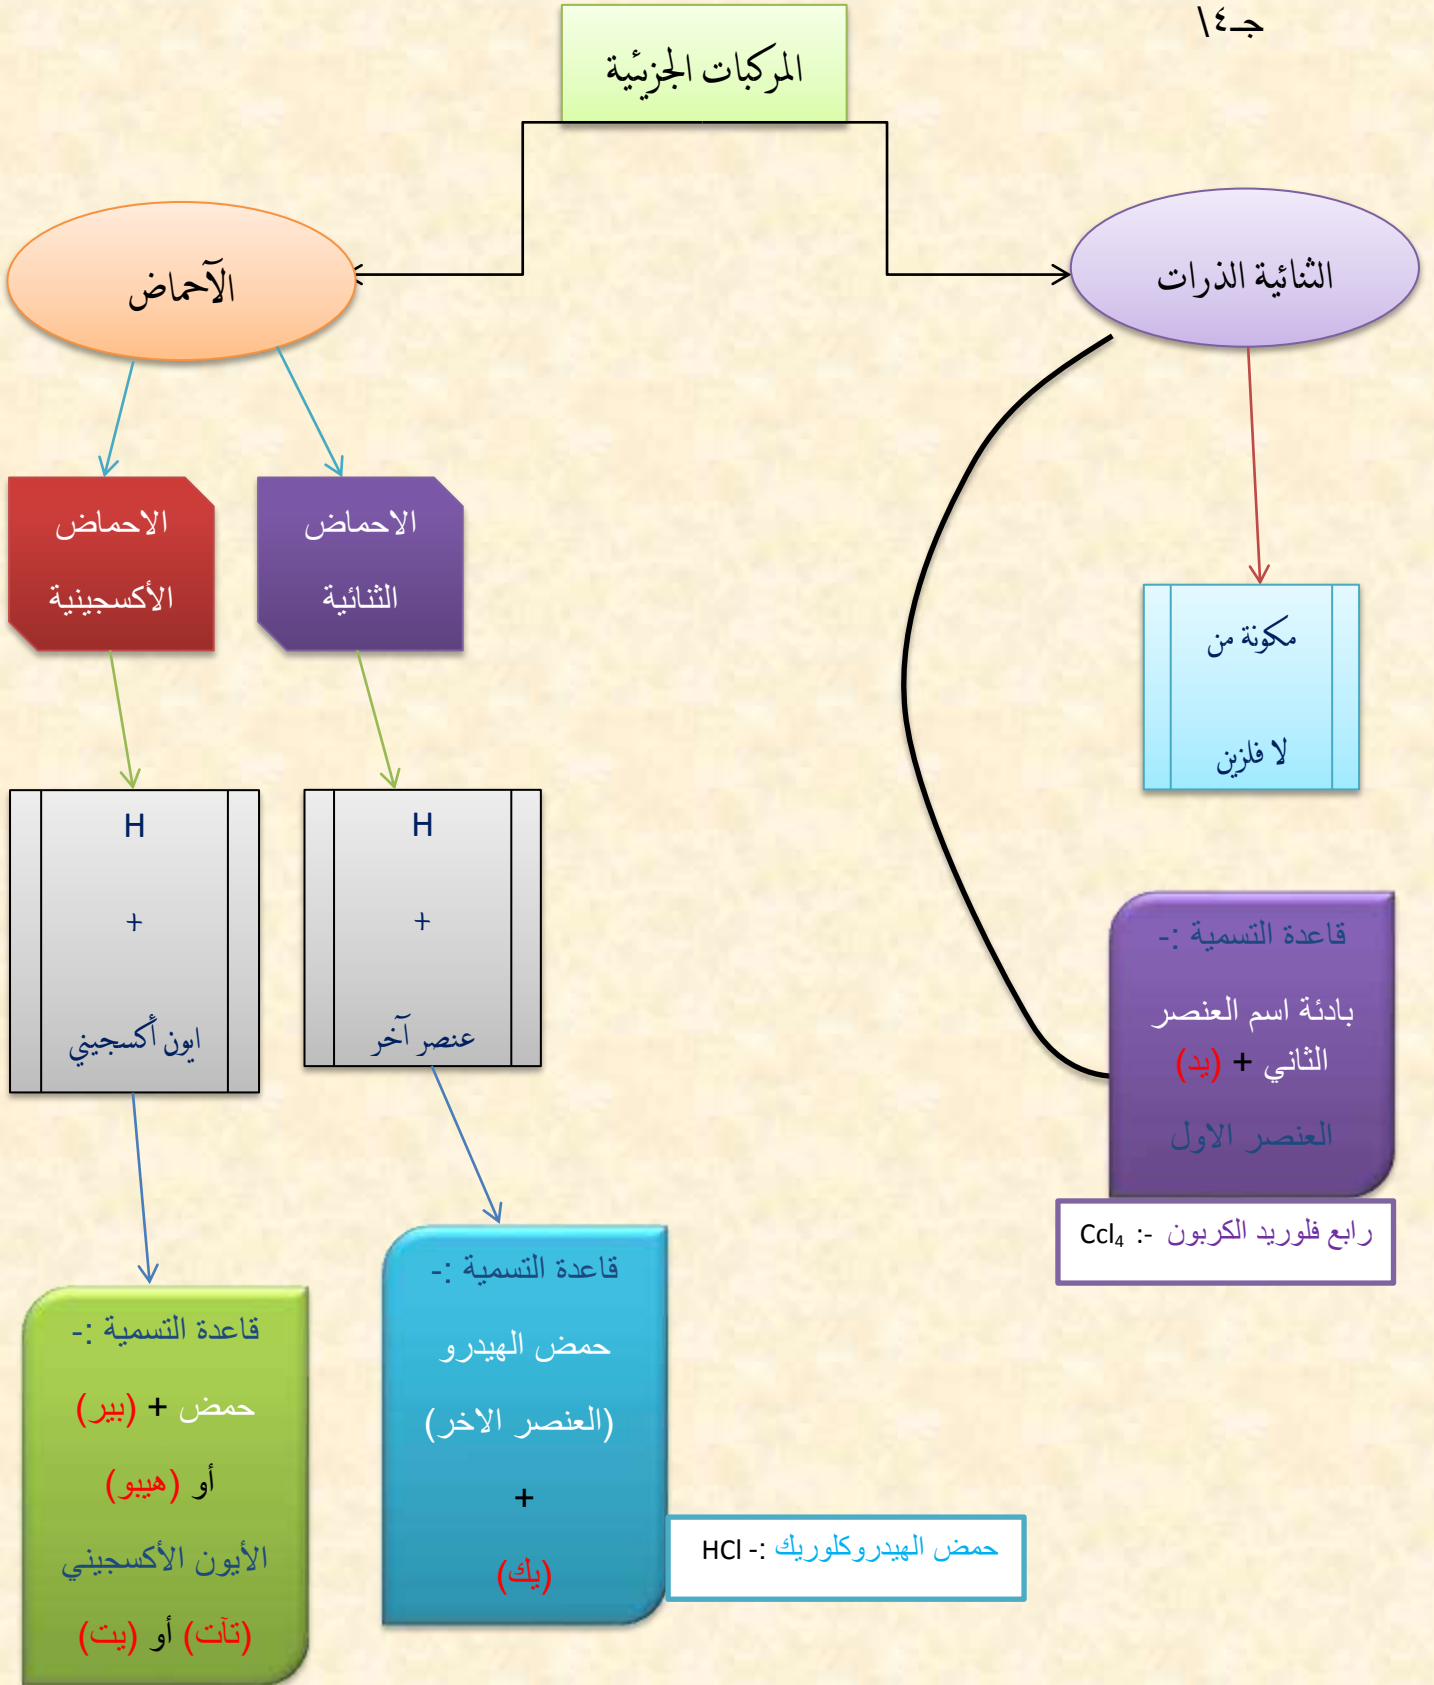 جـ٤\
المركبات الجزيئية
الثنائية الذرات
الآحماض
مكونة من
لا فلزين
قاعدة التسمية :-
بادئة اسم العنصر
الثاني + (يد)
العنصر الاول
رابع فلوريد الكربون -: Ccl₄
الاحماض
الثنائية
H
+
عنصر آخر
قاعدة التسمية :-
حمض الهيدرو
(العنصر الاخر)
+
(يك)
حمض الهيدروكلوريك :- HCl
الاحماض
الأكسجينية
H
+
ايون أكسجيني
قاعدة التسمية :-
حمض + (بير)
أو (هيبو)
الأيون الأكسجيني
(تآت) أو (يت)